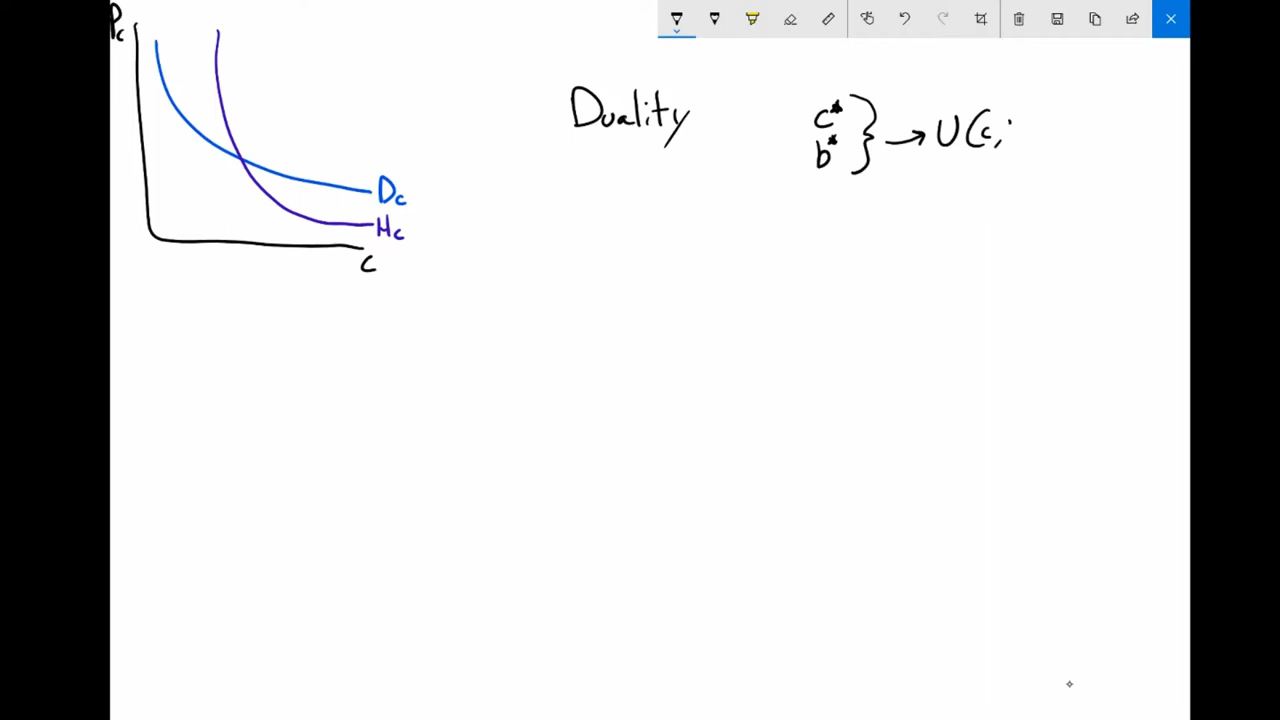 Pc
Duality
c* } → U(c,
b*
Dc
Hc
c